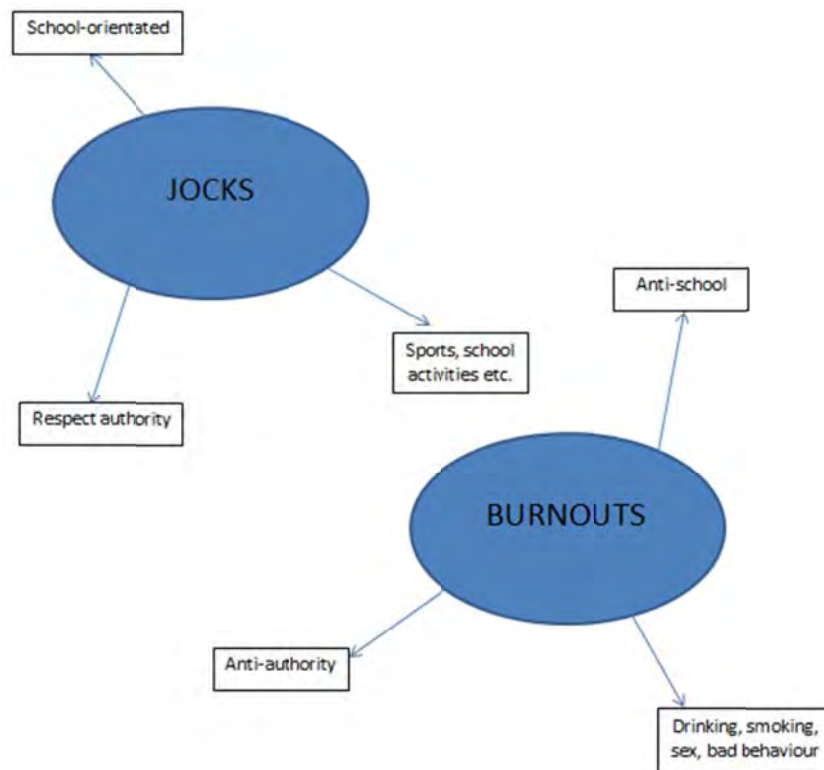 School-orientated
JOCKS
Anti-school
Sports, school
activities etc.
Respect authority
BURNOUTS
Anti-authority
Drinking, smoking,
sex, bad behaviour